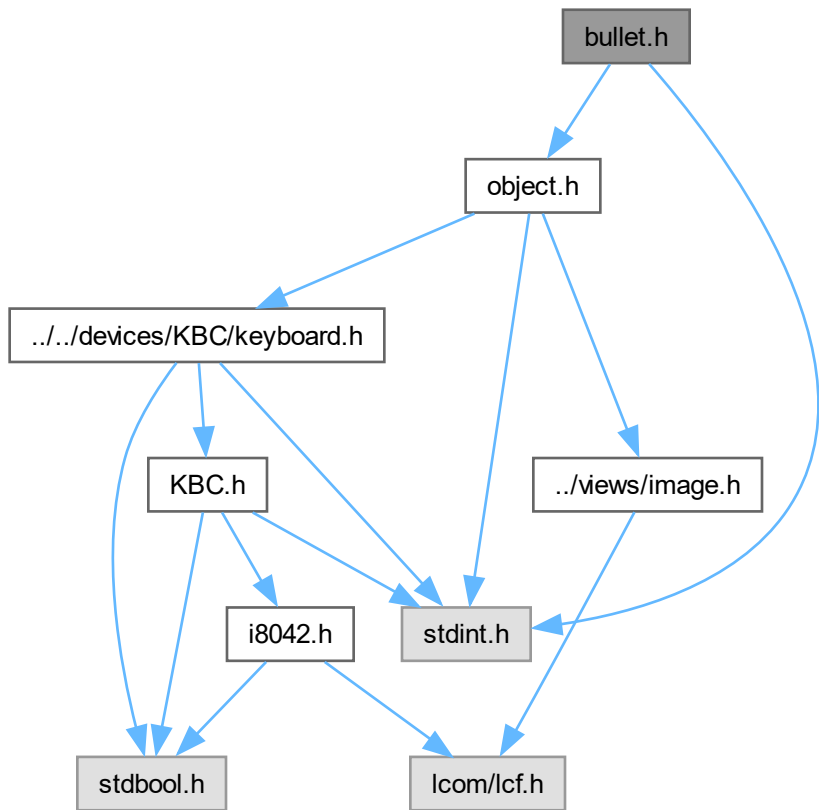 bullet.h
object.h
../../devices/KBC/keyboard.h
KBC.h
../views/image.h
i8042.h
stdint.h
stdbool.h
lcom/lcf.h